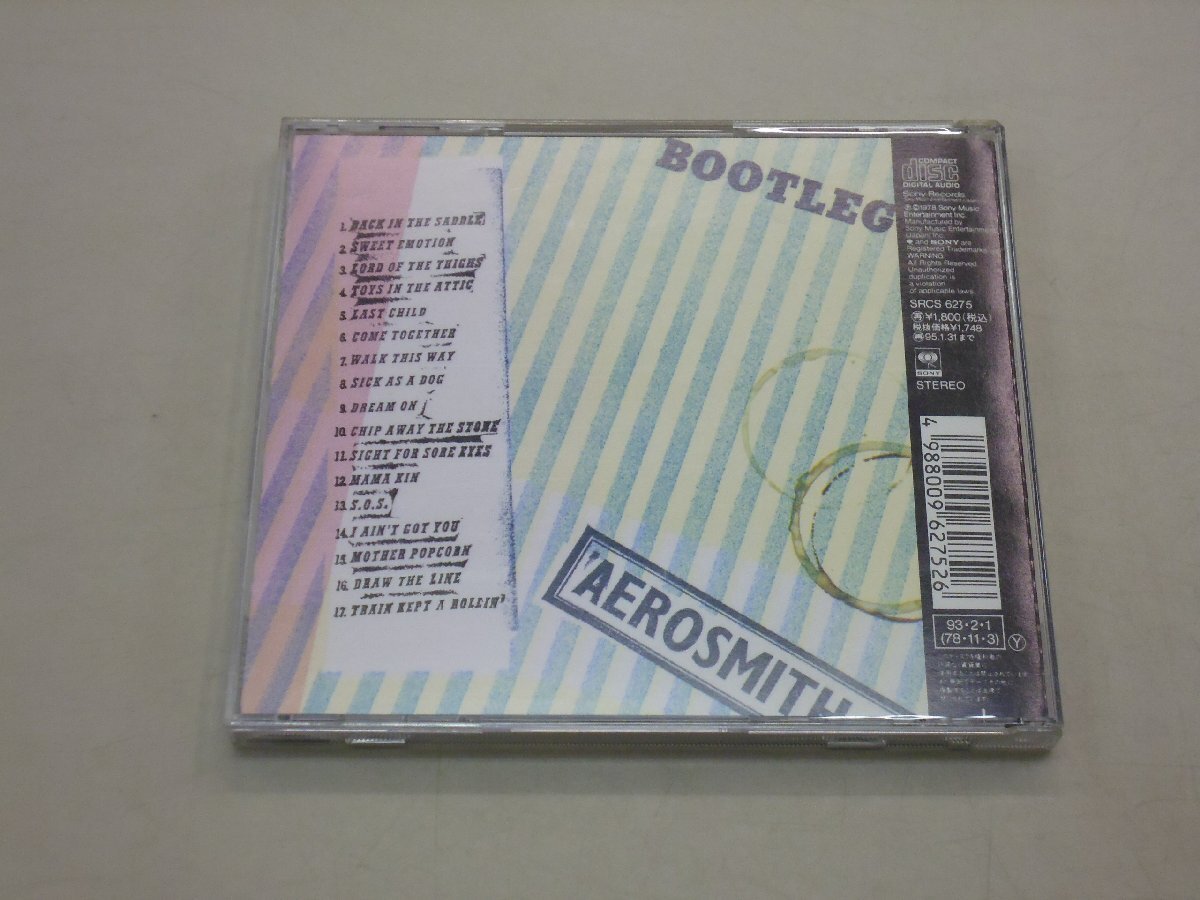 BOOTLEG
1. BACK IN THE SADDLE
2. SWEET EMOTION
3. LORD OF THE THIGHS
4. TOYS IN THE ATTIC
5. LAST CHILD
6. COME TOGETHER
7. WALK THIS WAY
8. SICK AS A DOG
9. DREAM ON
10. CHIP AWAY THE STONE
11. SIGHT FOR SORE EYES
12. MAMA KIN
13. S.O.S.
14. I AIN'T GOT YOU
15. MOTHER POPCORN
16. DRAW THE LINE
17. TRAIN KEPT A ROLLIN'
'AEROSMITH
COMPACT
disc
DIGITAL AUDIO
Sony Records
℗©1978 Sony Music
Entertainment Inc.
Manufactured by
Sony Music Entertainment
(Japan) Inc.
and SONY are
Registered Trademarks
WARNING:
All Rights Reserved.
Unauthorized
duplication is
a violation
of applicable laws.
SRCS 6275
再¥1,800(税込)
税抜価格¥1,748
95.1.31まで
SONY
STEREO
4 988009 627526
93・2・1
(78・11・3)
Y